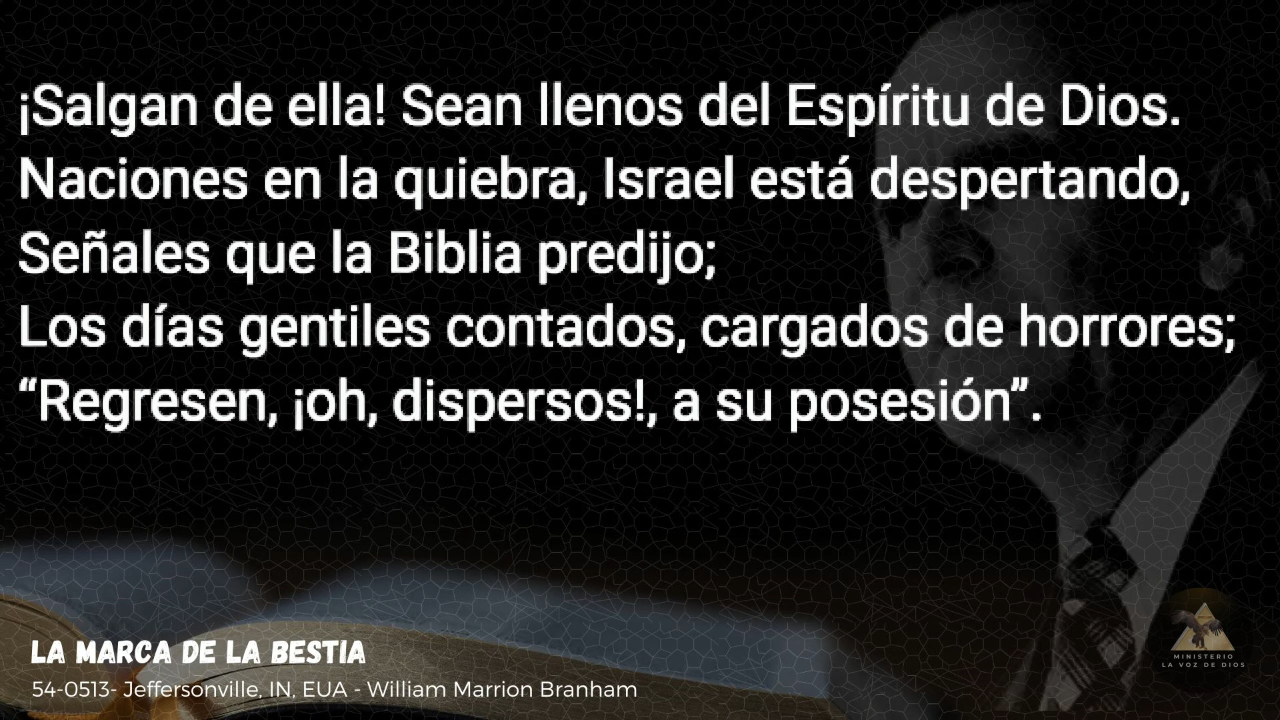 ¡Salgan de ella! Sean llenos del Espíritu de Dios.
Naciones en la quiebra, Israel está despertando,
Señales que la Biblia predijo;
Los días gentiles contados, cargados de horrores;
“Regresen, ¡oh, dispersos!, a su posesión”.
LA MARCA DE LA BESTIA
54-0513- Jeffersonville, IN, EUA - William Marrion Branham
MINISTERIO
LA VOZ DE DIOS